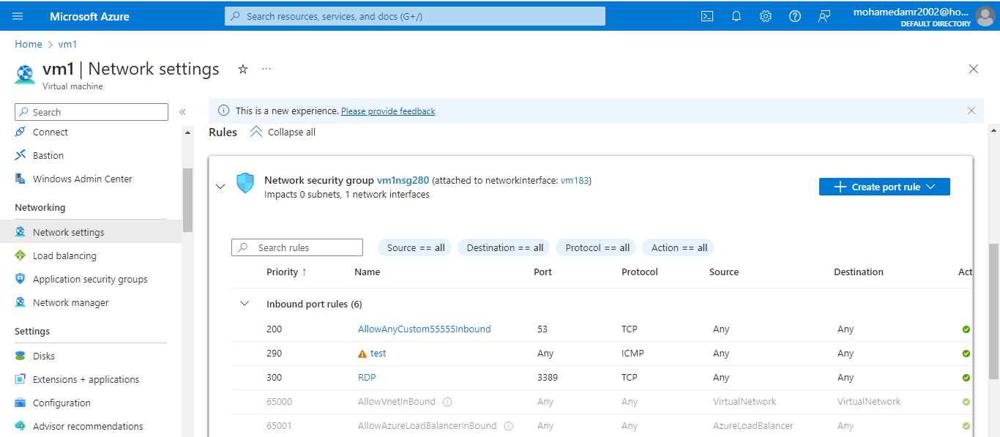 Microsoft Azure
Search resources, services, and docs (G+/)
mohamedamr2002@ho...
DEFAULT DIRECTORY
Home > vm1
vm1 | Network settings
Virtual machine
Search
Connect
Bastion
Windows Admin Center
Networking
Network settings
Load balancing
Application security groups
Network manager
Settings
Disks
Extensions + applications
Configuration
Advisor recommendations
This is a new experience. Please provide feedback
Rules Collapse all
Network security group vm1nsg280 (attached to networkInterface: vm183)
Impacts 0 subnets, 1 network interfaces
Create port rule
Search rules Source == all Destination == all Protocol == all Action == all
Priority ↑ Name Port Protocol Source Destination Act
Inbound port rules (6)
200 AllowAnyCustom55555Inbound 53 TCP Any Any
290 test Any ICMP Any Any
300 RDP 3389 TCP Any Any
65000 AllowVnetInBound Any Any VirtualNetwork VirtualNetwork
65001 AllowAzureLoadBalancerInBound Any Any AzureLoadBalancer Any